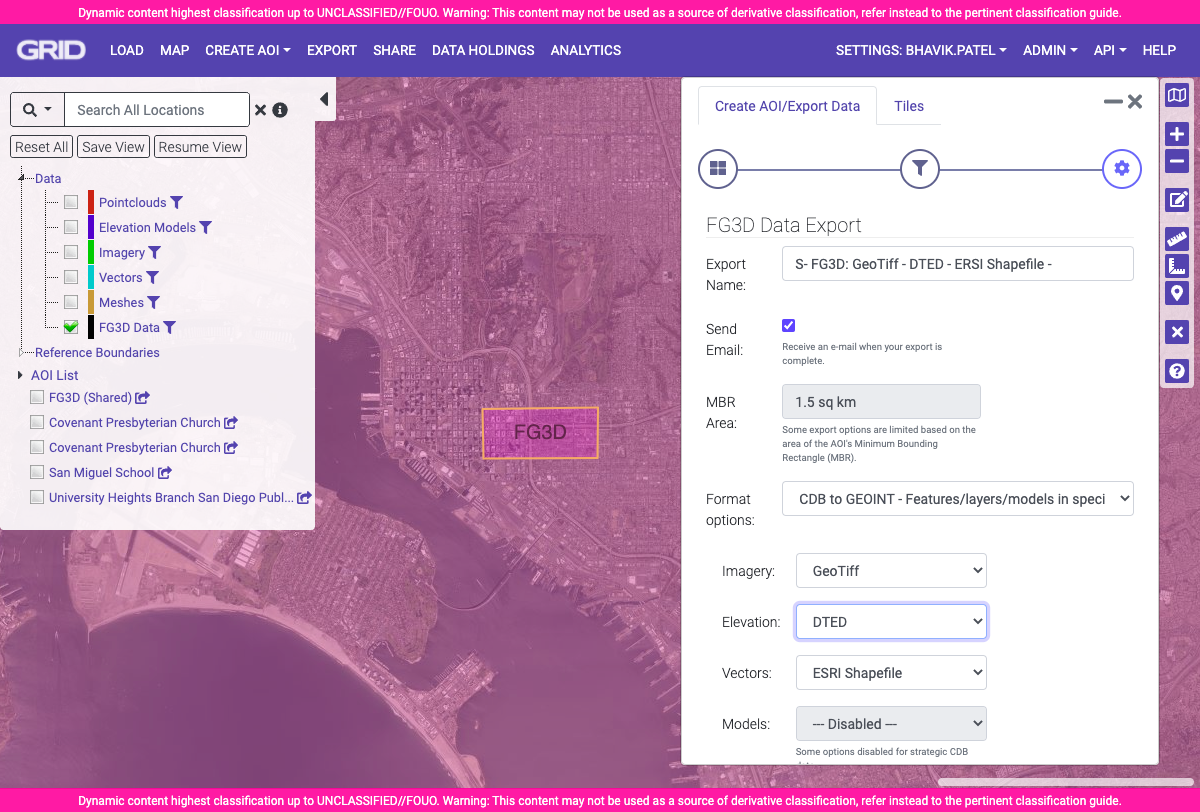 Dynamic content highest classification up to UNCLASSIFIED//FOUO. Warning: This content may not be used as a source of derivative classification, refer instead to the pertinent classification guide.
GRID LOAD MAP CREATE AOI EXPORT SHARE DATA HOLDINGS ANALYTICS SETTINGS: BHAVIK.PATEL ADMIN API HELP
Search All Locations
Reset All Save View Resume View
Data
Pointclouds
Elevation Models
Imagery
Vectors
Meshes
FG3D Data
Reference Boundaries
AOI List
FG3D (Shared)
Covenant Presbyterian Church
Covenant Presbyterian Church
San Miguel School
University Heights Branch San Diego Publ...
FG3D
Create AOI/Export Data Tiles
FG3D Data Export
Export Name: S- FG3D: GeoTiff - DTED - ERSI Shapefile -
Send Email:
Receive an e-mail when your export is
complete.
MBR Area: 1.5 sq km
Some export options are limited based on the
area of the AOI's Minimum Bounding
Rectangle (MBR).
Format options: CDB to GEOINT - Features/layers/models in speci
Imagery: GeoTiff
Elevation: DTED
Vectors: ESRI Shapefile
Models: --- Disabled ---
Some options disabled for strategic CDB
Dynamic content highest classification up to UNCLASSIFIED//FOUO. Warning: This content may not be used as a source of derivative classification, refer instead to the pertinent classification guide.